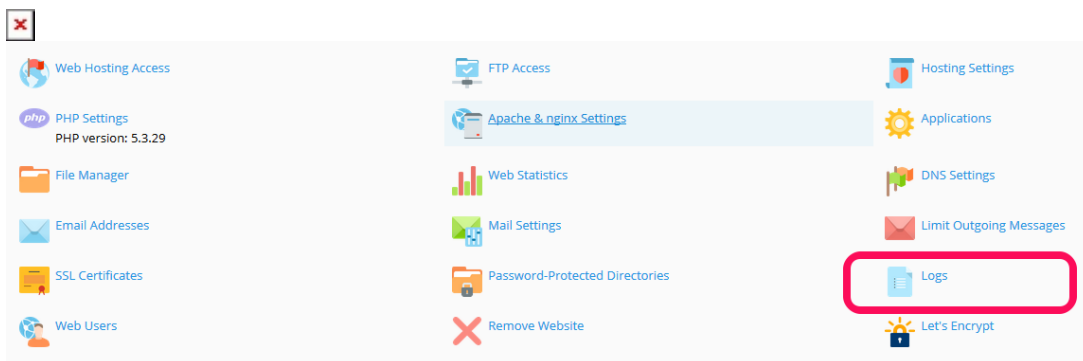 Web Hosting Access
FTP Access
Hosting Settings
php
PHP Settings
PHP version: 5.3.29
Apache & nginx Settings
Applications
File Manager
Web Statistics
DNS Settings
Email Addresses
Mail Settings
Limit Outgoing Messages
SSL Certificates
Password-Protected Directories
Logs
Web Users
Remove Website
Let's Encrypt